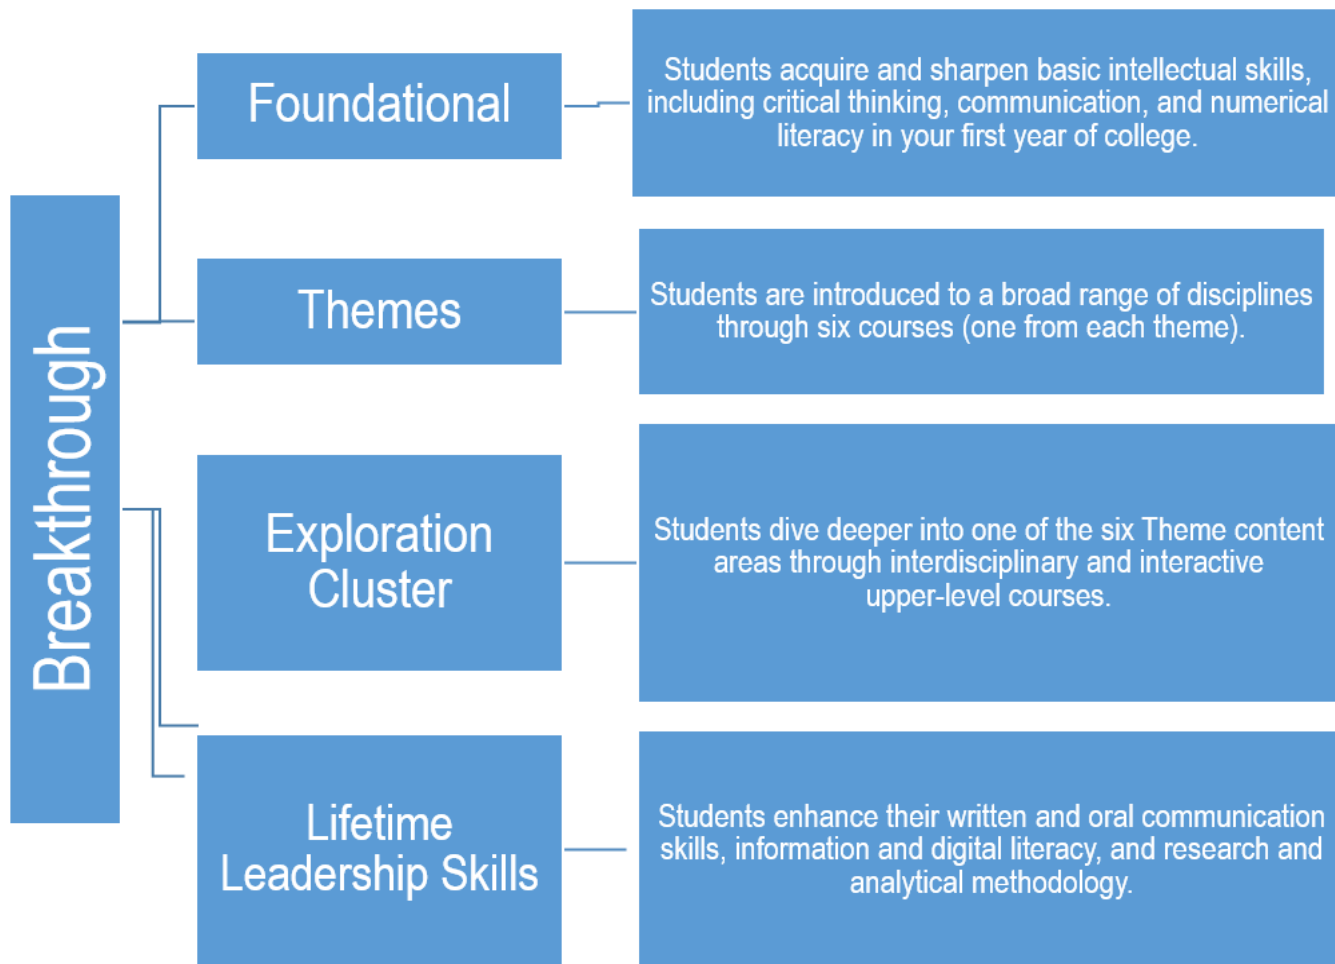 Breakthrough
Foundational
Students acquire and sharpen basic intellectual skills,
including critical thinking, communication, and numerical
literacy in your first year of college.
Themes
Students are introduced to a broad range of disciplines
through six courses (one from each theme).
Exploration
Cluster
Students dive deeper into one of the six Theme content
areas through interdisciplinary and interactive
upper-level courses.
Lifetime
Leadership Skills
Students enhance their written and oral communication
skills, information and digital literacy, and research and
analytical methodology.